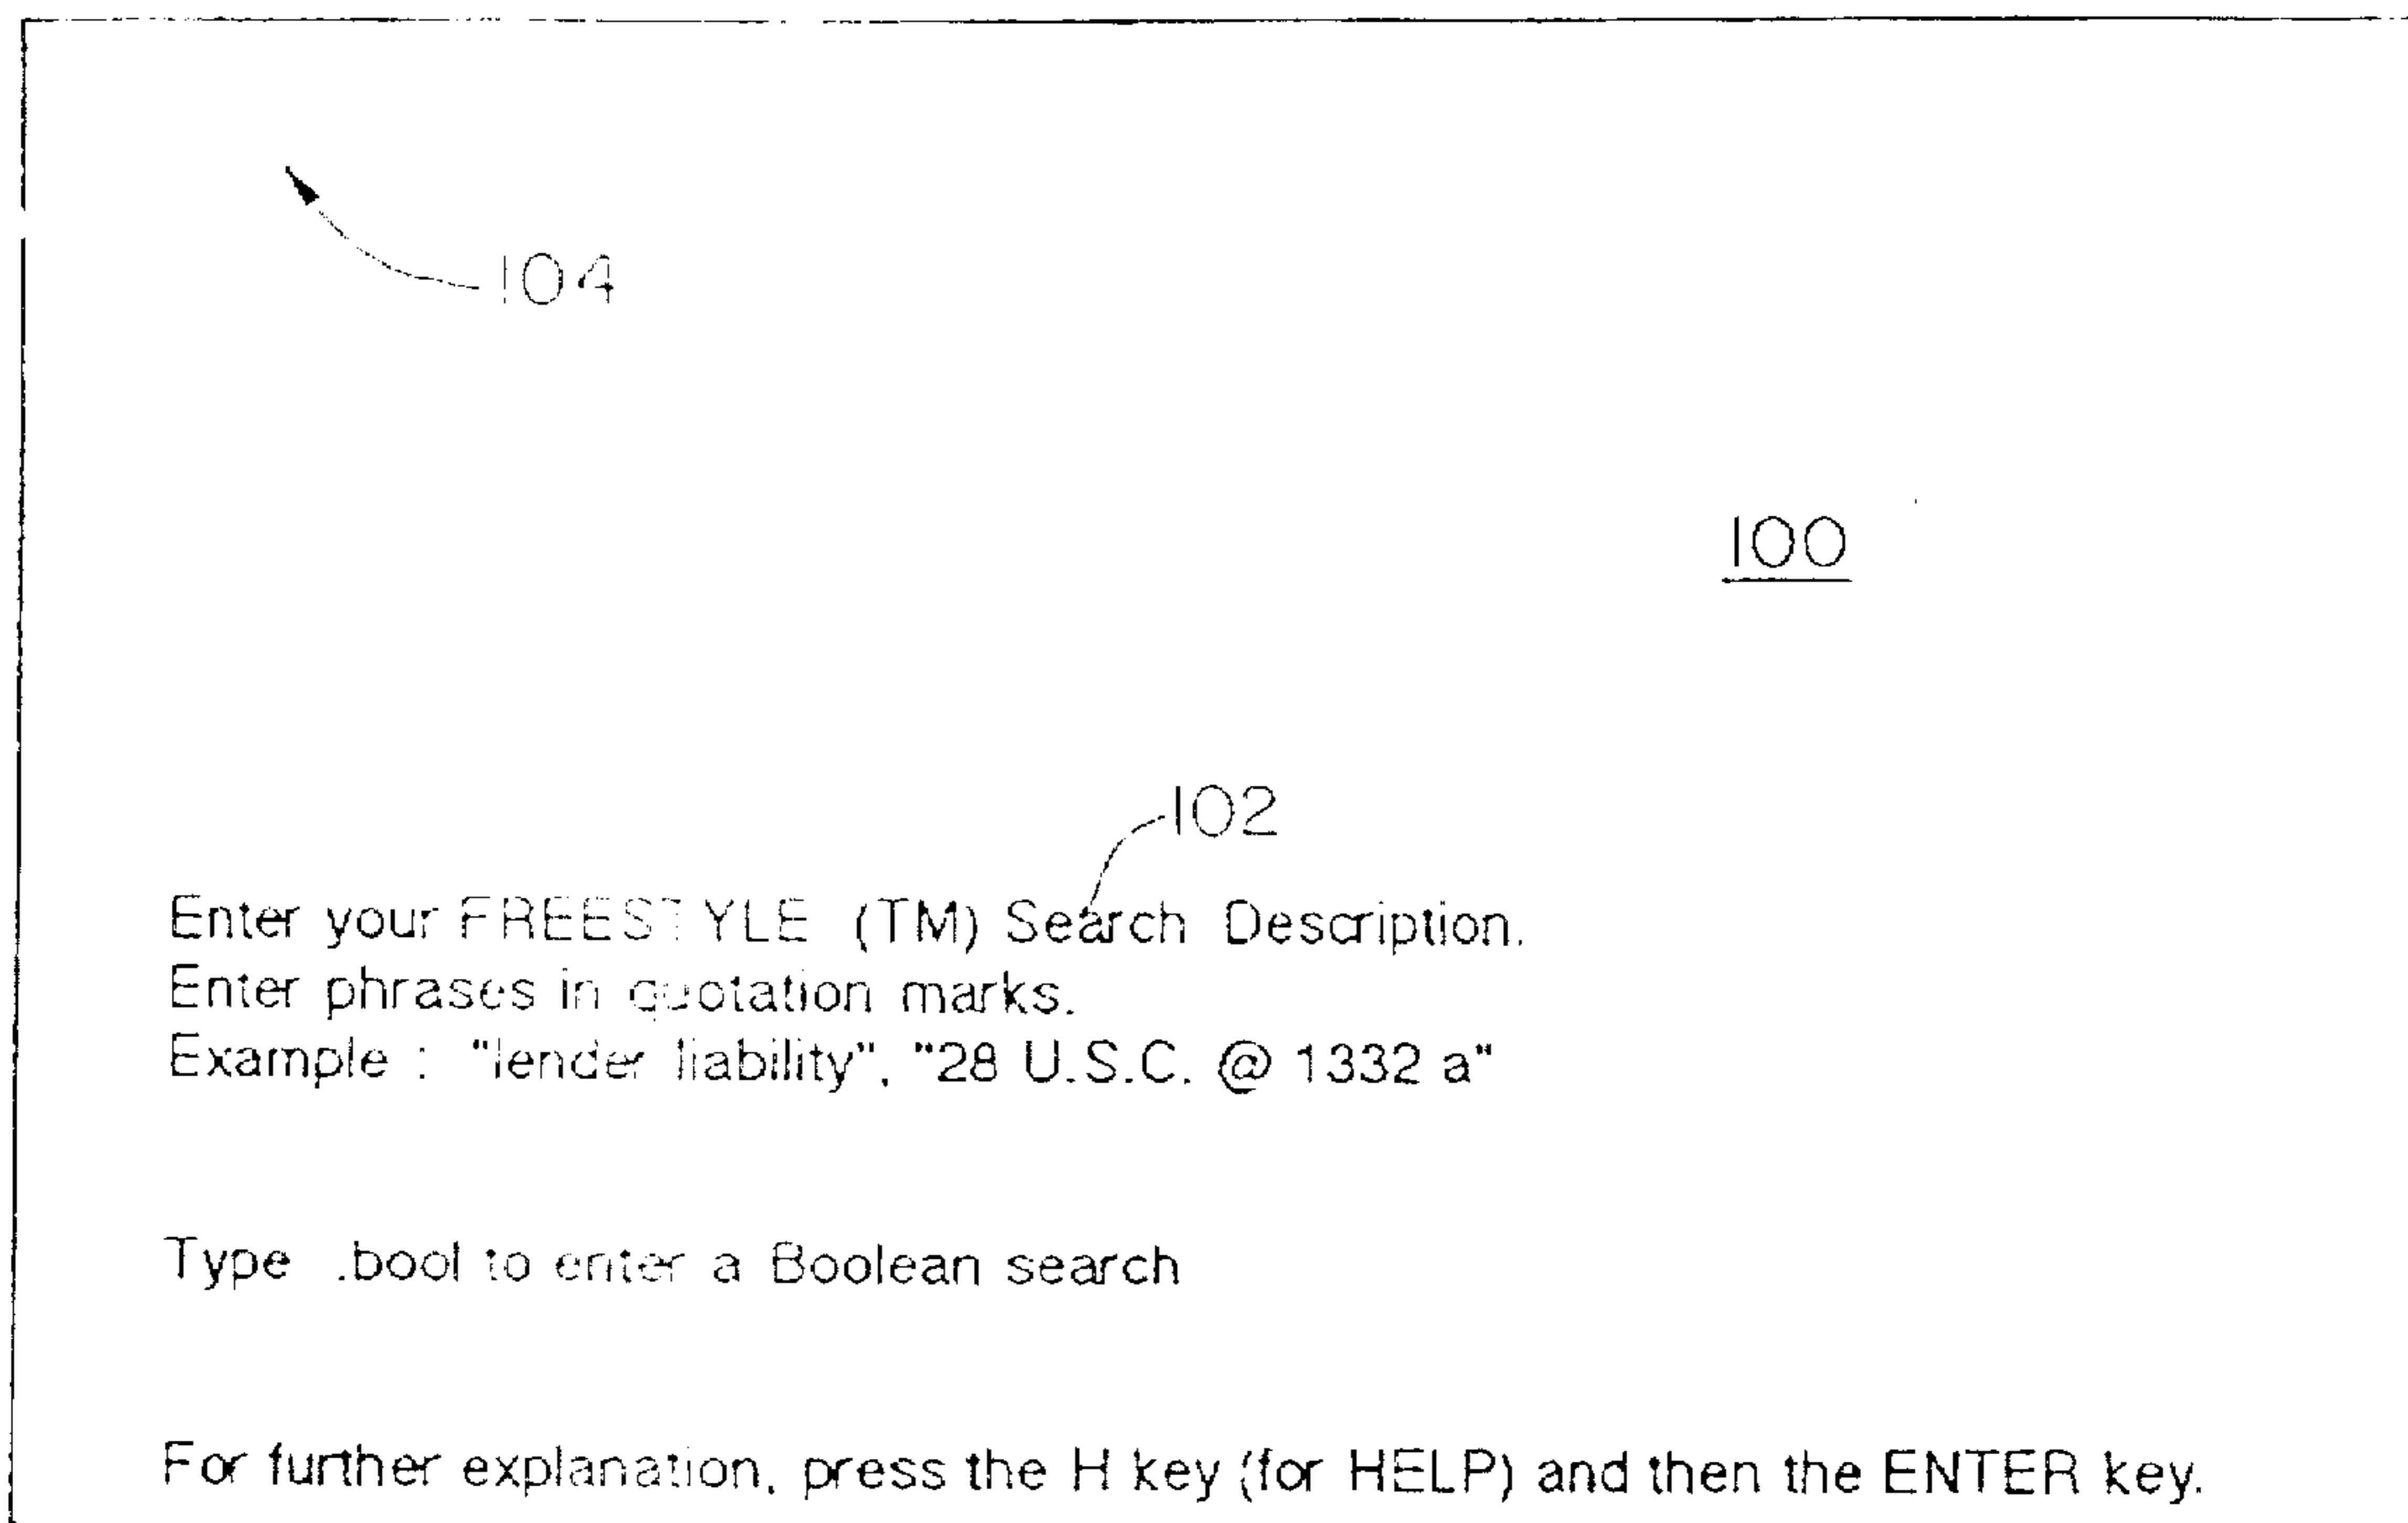 104
100
102
Enter your FREESTYLE (TM) Search Description.
Enter phrases in quotation marks.
Example : "lender liability", "28 U.S.C. @ 1332 a"
Type .bool to enter a Boolean search
For further explanation, press the H key (for HELP) and then the ENTER key.